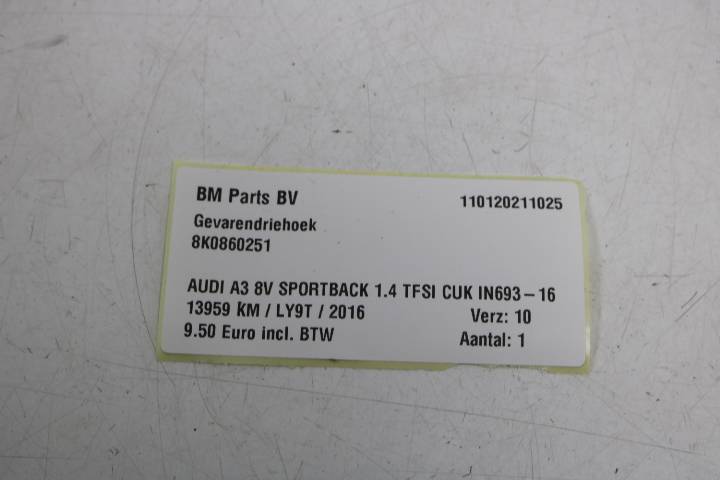 BM Parts BV 110120211025
Gevarendriehoek
8K0860251
AUDI A3 8V SPORTBACK 1.4 TFSI CUK IN693-16
13959 KM / LY9T / 2016 Verz: 10
9.50 Euro incl. BTW Aantal: 1